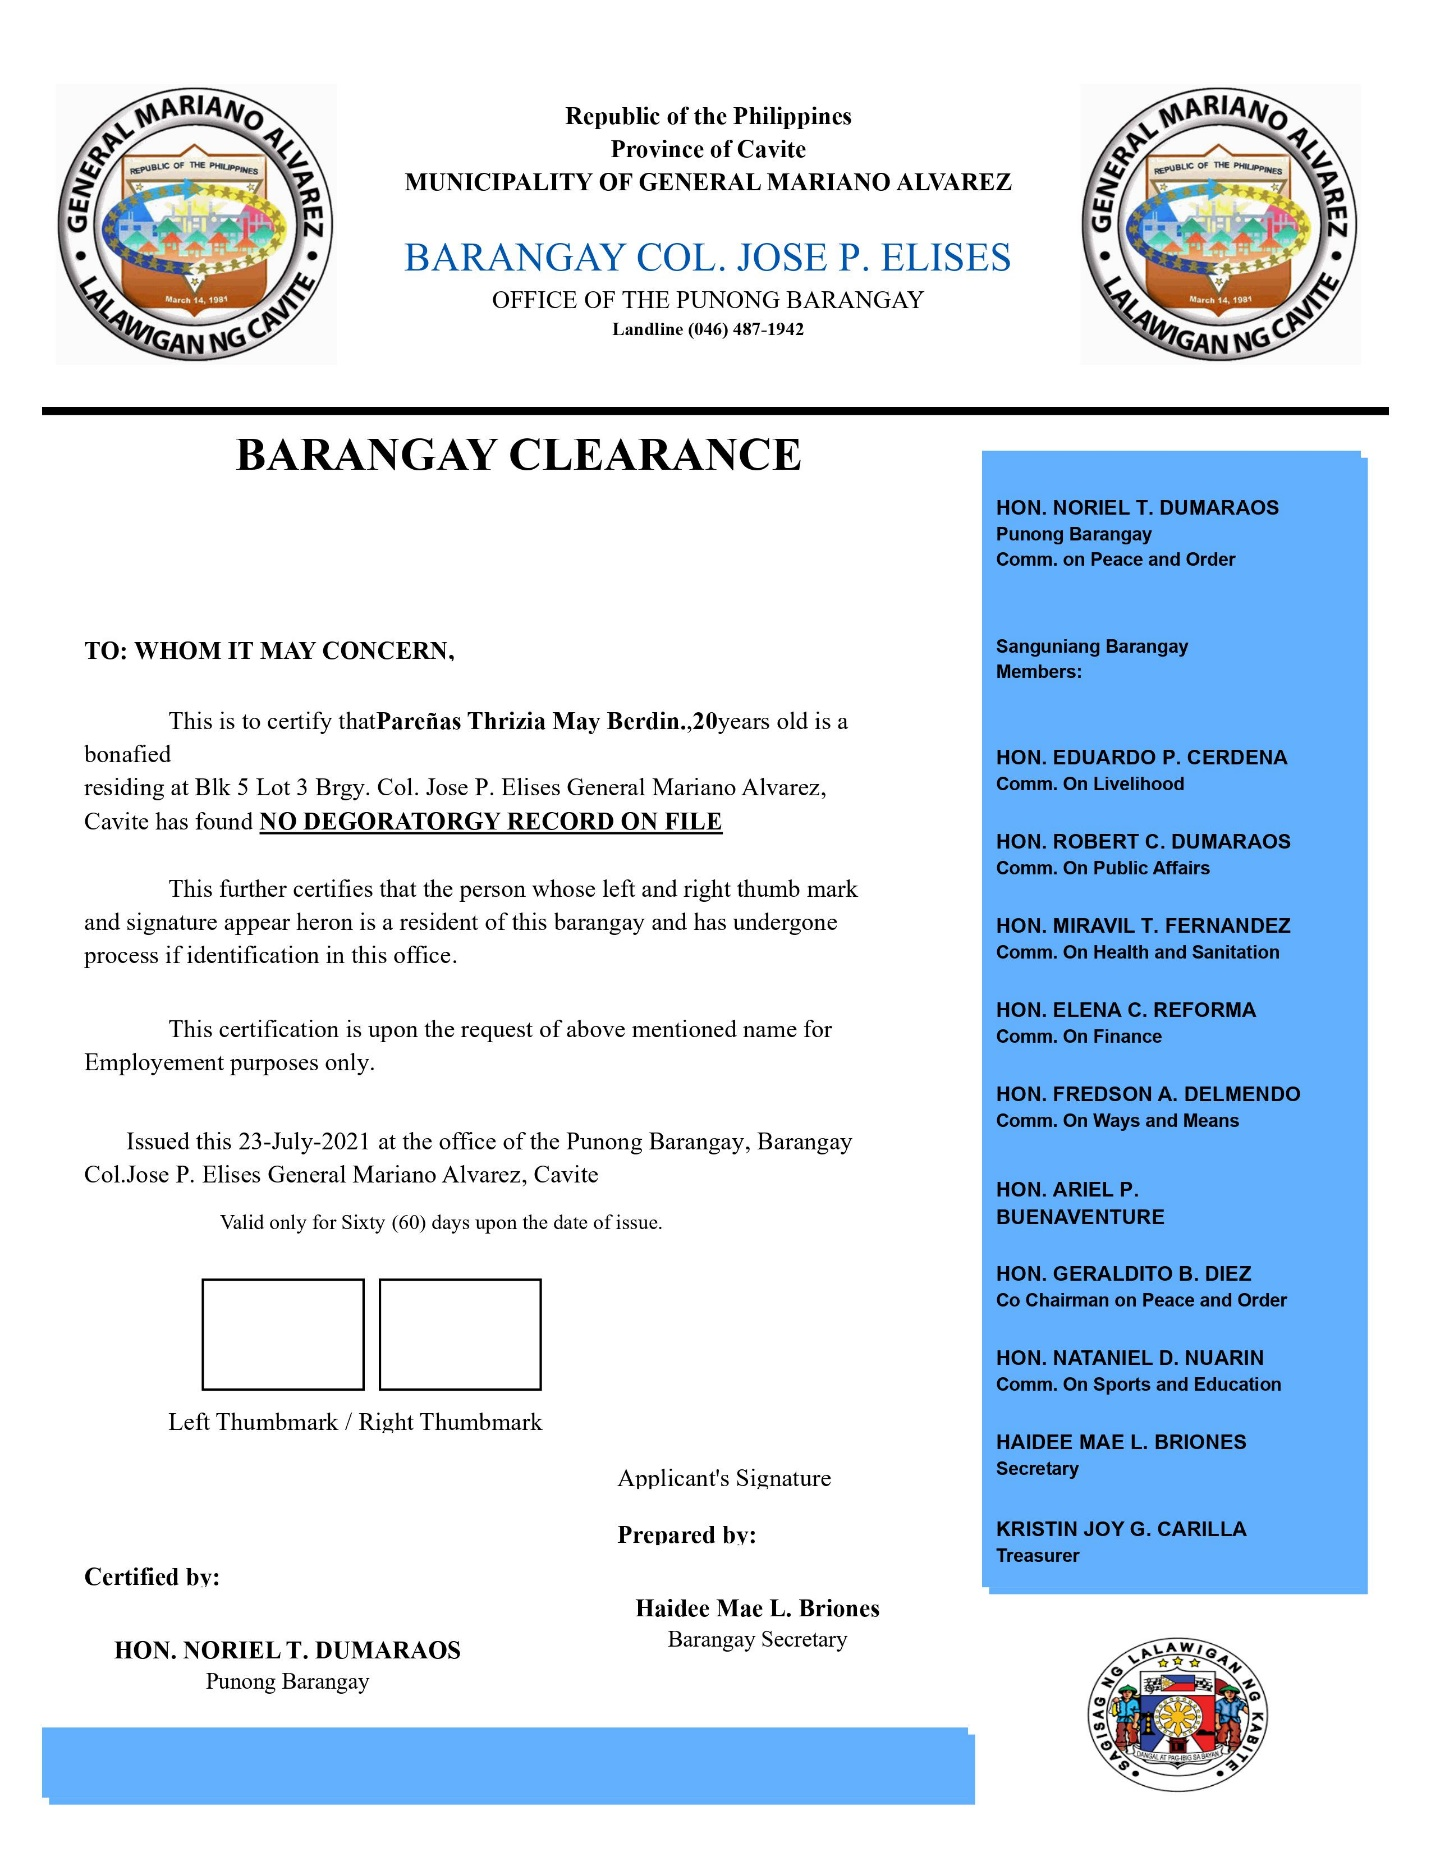 GENERAL MARIANO ALVAREZ
REPUBLIC OF THE PHILIPPINES
March 14, 1981
LALAWIGAN NG CAVITE
Republic of the Philippines
Province of Cavite
MUNICIPALITY OF GENERAL MARIANO ALVAREZ
BARANGAY COL. JOSE P. ELISES
OFFICE OF THE PUNONG BARANGAY
Landline (046) 487-1942
GENERAL MARIANO ALVAREZ
REPUBLIC OF THE PHILIPPINES
March 14, 1981
LALAWIGAN NG CAVITE
BARANGAY CLEARANCE
TO: WHOM IT MAY CONCERN,
This is to certify thatPareñas Thrizia May Berdin.,20years old is a
bonafied
residing at Blk 5 Lot 3 Brgy. Col. Jose P. Elises General Mariano Alvarez,
Cavite has found NO DEGORATORGY RECORD ON FILE
This further certifies that the person whose left and right thumb mark
and signature appear heron is a resident of this barangay and has undergone
process if identification in this office.
This certification is upon the request of above mentioned name for
Employement purposes only.
Issued this 23-July-2021 at the office of the Punong Barangay, Barangay
Col.Jose P. Elises General Mariano Alvarez, Cavite
Valid only for Sixty (60) days upon the date of issue.
Left Thumbmark / Right Thumbmark
Applicant's Signature
Prepared by:
Certified by:
Haidee Mae L. Briones
Barangay Secretary
HON. NORIEL T. DUMARAOS
Punong Barangay
HON. NORIEL T. DUMARAOS
Punong Barangay
Comm. on Peace and Order
Sanguniang Barangay
Members:
HON. EDUARDO P. CERDENA
Comm. On Livelihood
HON. ROBERT C. DUMARAOS
Comm. On Public Affairs
HON. MIRAVIL T. FERNANDEZ
Comm. On Health and Sanitation
HON. ELENA C. REFORMA
Comm. On Finance
HON. FREDSON A. DELMENDO
Comm. On Ways and Means
HON. ARIEL P.
BUENAVENTURE
HON. GERALDITO B. DIEZ
Co Chairman on Peace and Order
HON. NATANIEL D. NUARIN
Comm. On Sports and Education
HAIDEE MAE L. BRIONES
Secretary
KRISTIN JOY G. CARILLA
Treasurer
SAGISAG NG LALAWIGAN NG KABITE
DANGAL AT PAG-IBIG SA BAYAN